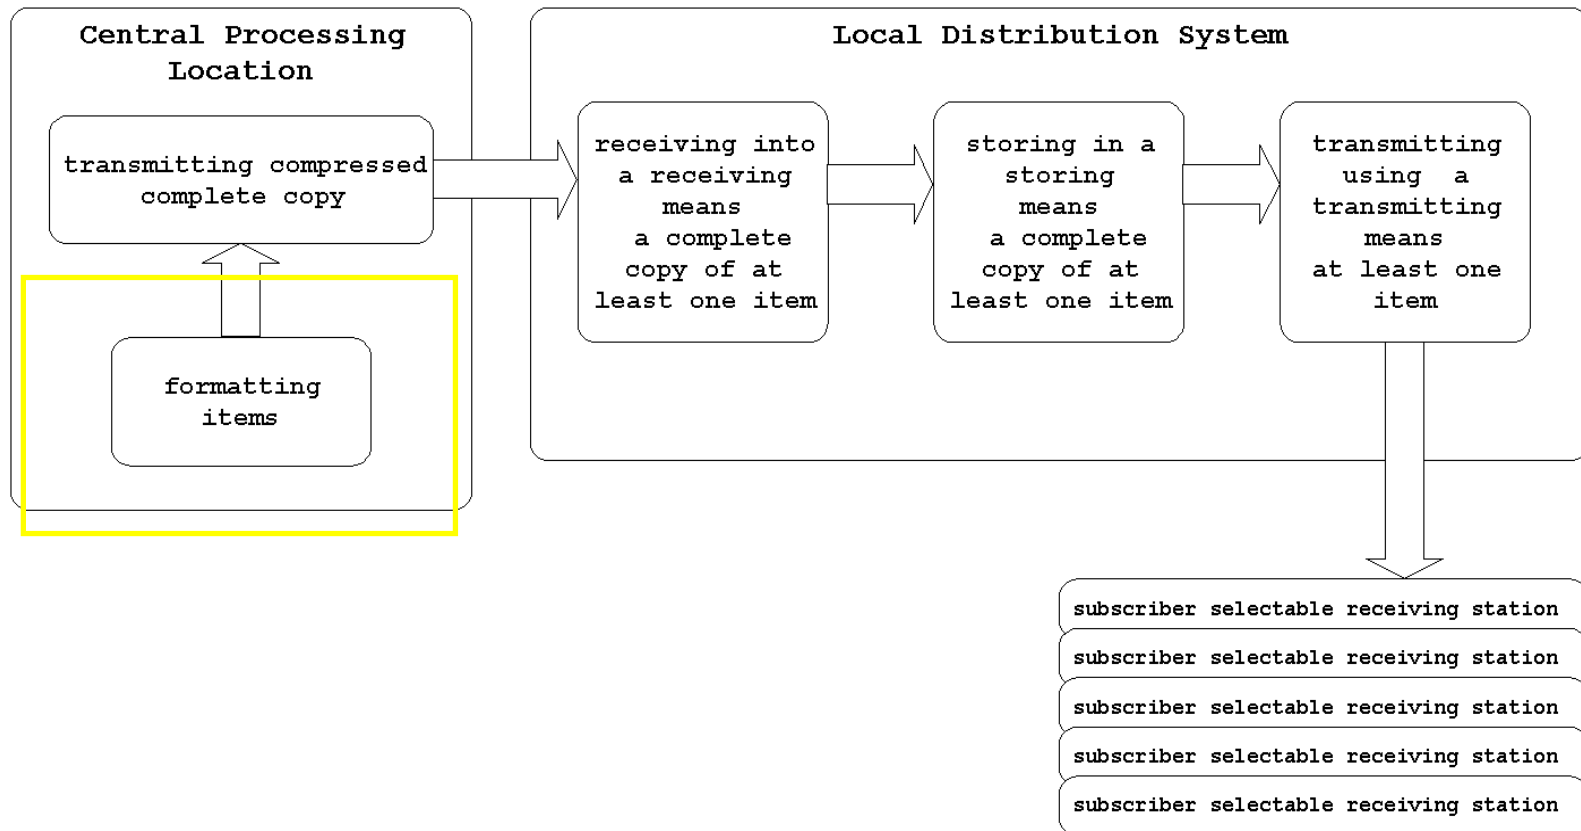 Central Processing
Location
transmitting compressed
complete copy
formatting
items
Local Distribution System
receiving into
a receiving
means
a complete
copy of at
least one item
storing in a
storing
means
a complete
copy of at
least one item
transmitting
using a
transmitting
means
at least one
item
subscriber selectable receiving station
subscriber selectable receiving station
subscriber selectable receiving station
subscriber selectable receiving station
subscriber selectable receiving station